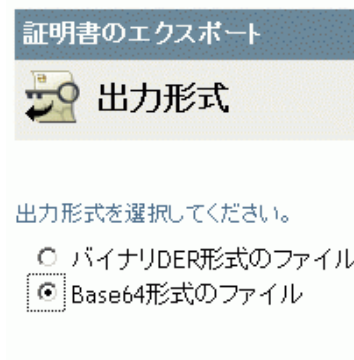 証明書のエクスポート
出力形式
出力形式を選択してください。
バイナリDER形式のファイル
Base64形式のファイル